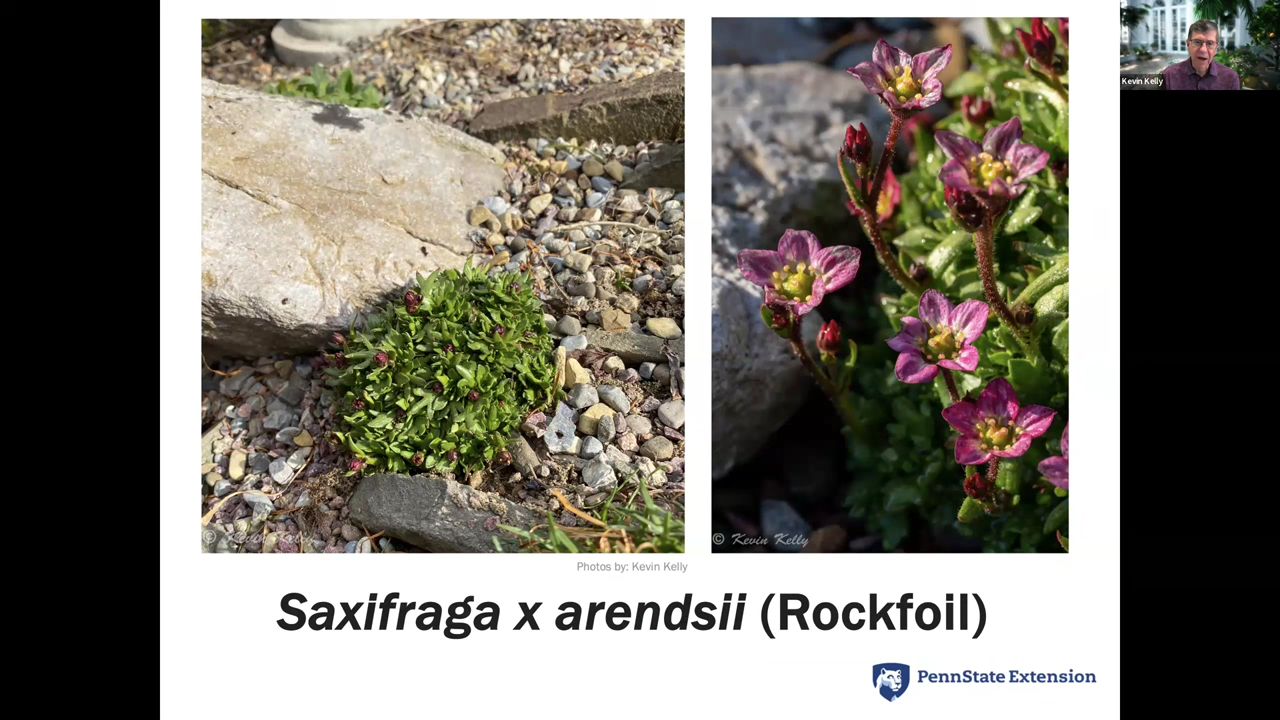 Kevin Kelly
© Kevin Kelly
© Kevin Kelly
Photos by: Kevin Kelly
Saxifraga x arendsii (Rockfoil)
PennState Extension